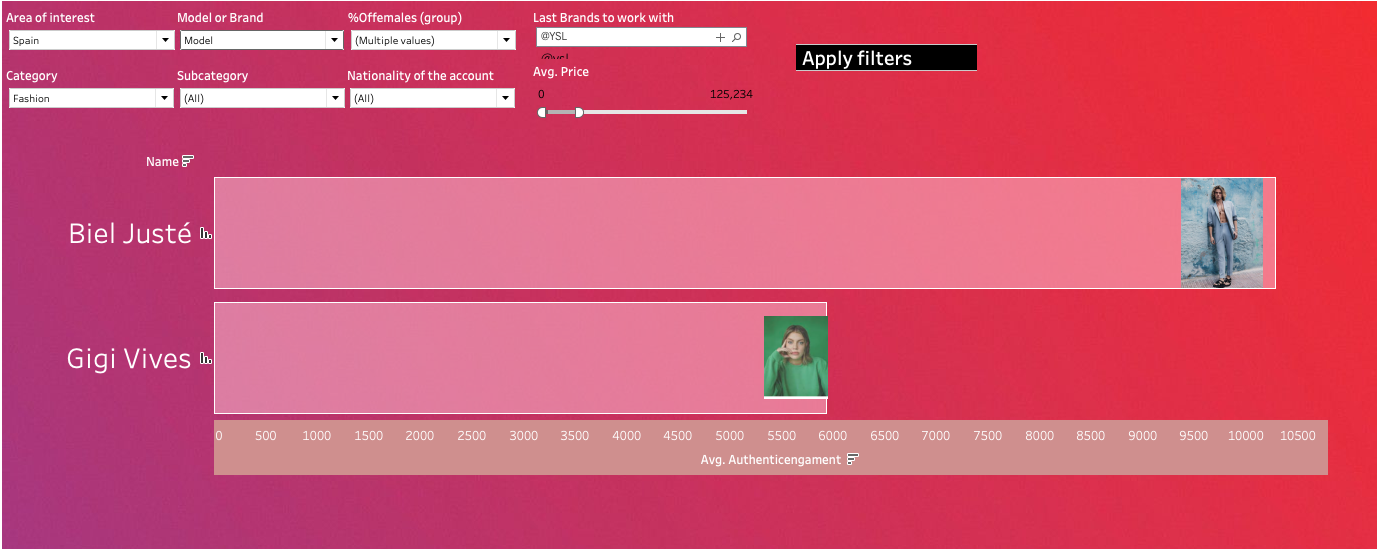 Area of interest
Model or Brand
%Offemales (group)
Last Brands to work with
Spain
Model
(Multiple values)
@YSL
Apply filters
Category
Subcategory
Nationality of the account
Avg. Price
Fashion
(All)
(All)
0
125,234
Name
Biel Justé
Gigi Vives
0 500 1000 1500 2000 2500 3000 3500 4000 4500 5000 5500 6000 6500 7000 7500 8000 8500 9000 9500 10000 10500
Avg. Authenticengament